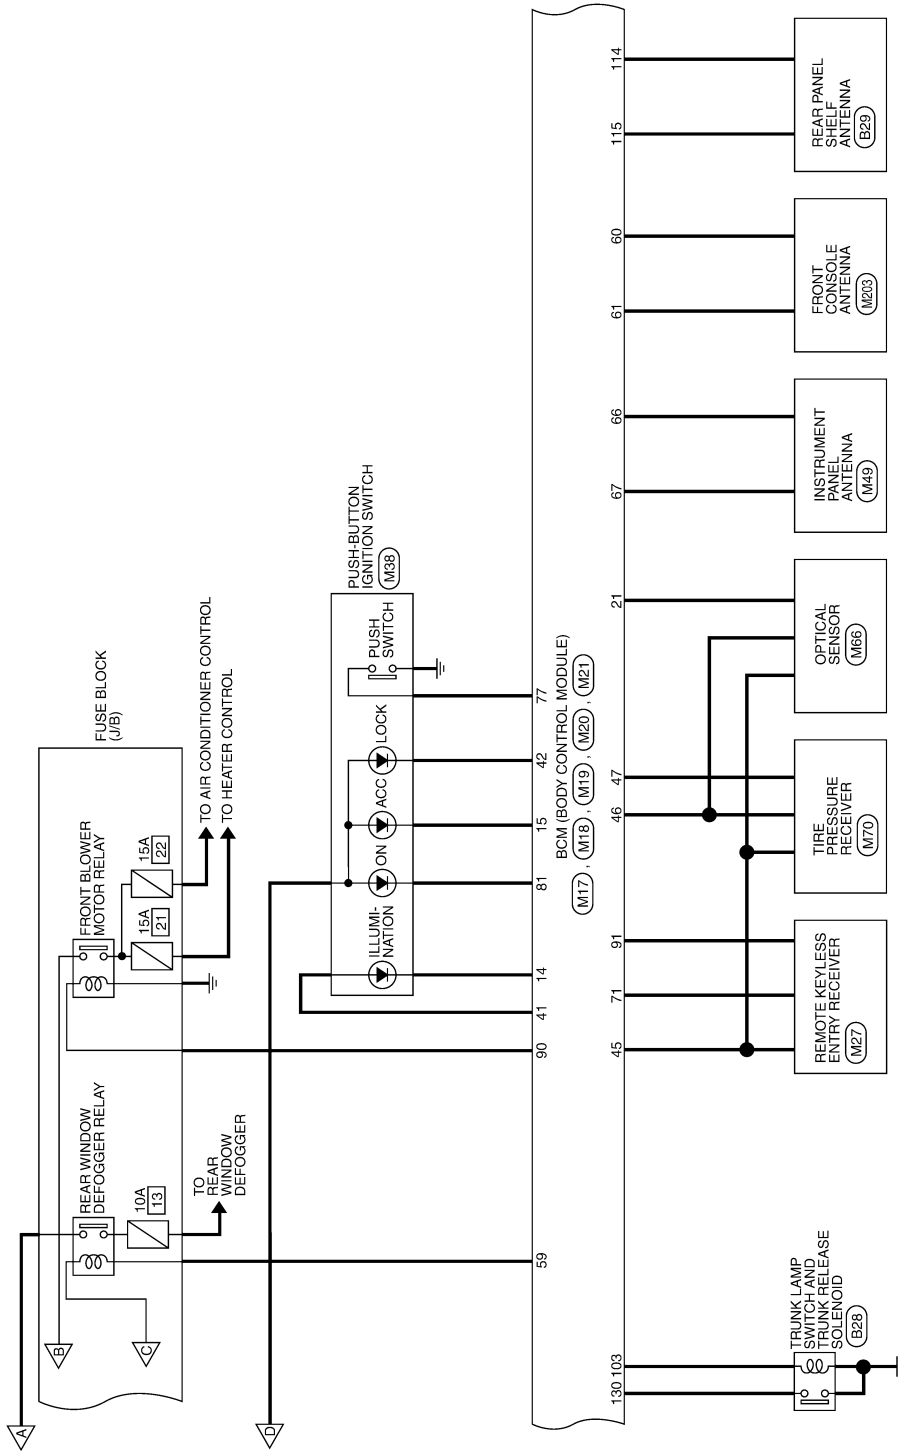 A
B
C
D
REAR WINDOW
DEFOGGER RELAY
10A
13
TO
REAR
WINDOW
DEFOGGER
FRONT BLOWER
MOTOR RELAY
15A
21
15A
22
FUSE BLOCK
(J/B)
TO AIR CONDITIONER CONTROL
TO HEATER CONTROL
PUSH-BUTTON
IGNITION SWITCH
M38
ILLUMI-
NATION
ON
ACC
LOCK
PUSH
SWITCH
59
90
41
14
81
15
42
77
BCM (BODY CONTROL MODULE)
M17 , M18 , M19 , M20 , M21
130
103
45
71
91
46
47
21
67
66
61
60
115
114
TRUNK LAMP
SWITCH AND
TRUNK RELEASE
SOLENOID
B28
REMOTE KEYLESS
ENTRY RECEIVER
M27
TIRE
PRESSURE
RECEIVER
M70
OPTICAL
SENSOR
M66
INSTRUMENT
PANEL
ANTENNA
M49
FRONT
CONSOLE
ANTENNA
M203
REAR PANEL
SHELF
ANTENNA
B29